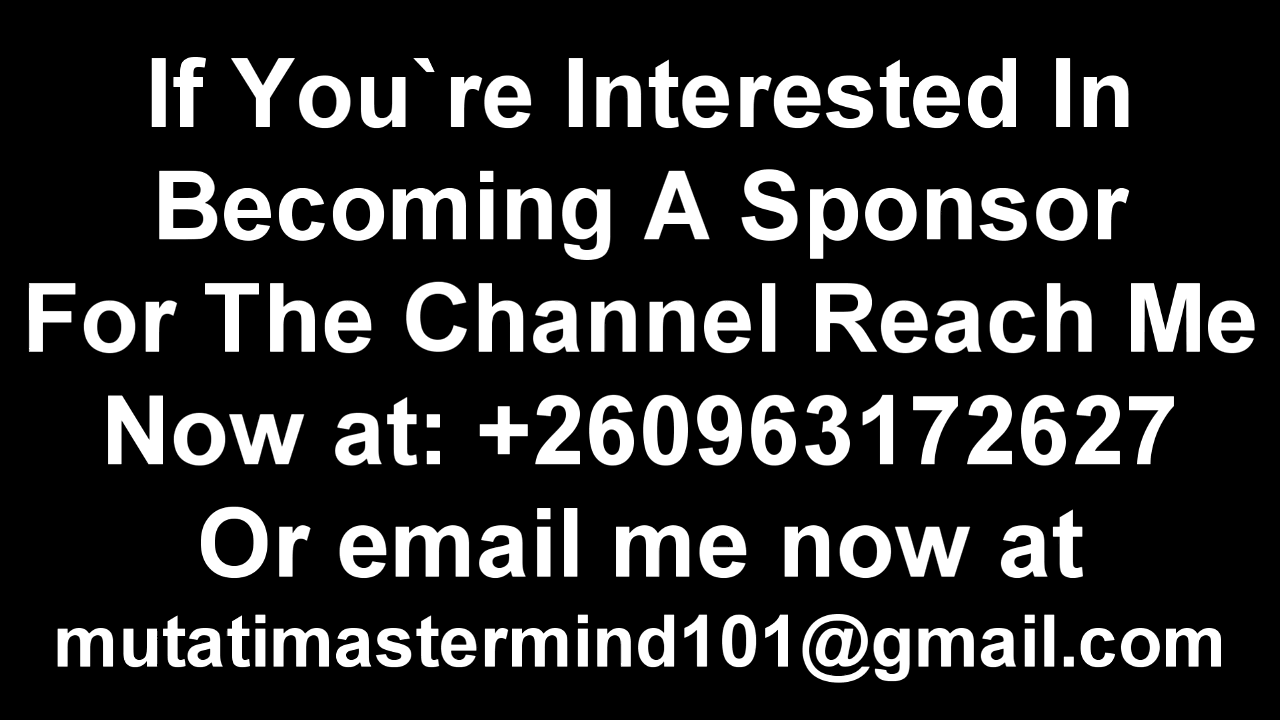 If You`re Interested In
Becoming A Sponsor
For The Channel Reach Me
Now at: +260963172627
Or email me now at
mutatimastermind101@gmail.com